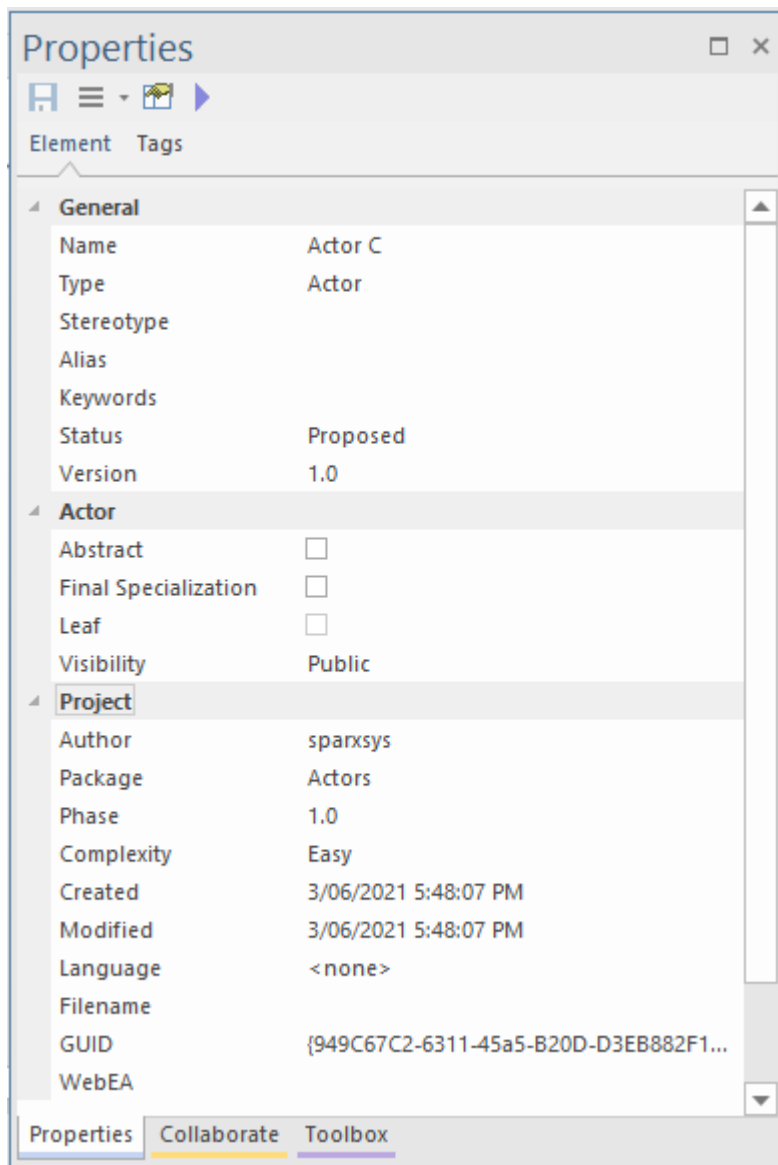 Properties
Element Tags
General
Name Actor C
Type Actor
Stereotype
Alias
Keywords
Status Proposed
Version 1.0
Actor
Abstract
Final Specialization
Leaf
Visibility Public
Project
Author sparxsys
Package Actors
Phase 1.0
Complexity Easy
Created 3/06/2021 5:48:07 PM
Modified 3/06/2021 5:48:07 PM
Language <none>
Filename
GUID {949C67C2-6311-45a5-B20D-D3EB882F1...
WebEA
Properties Collaborate Toolbox